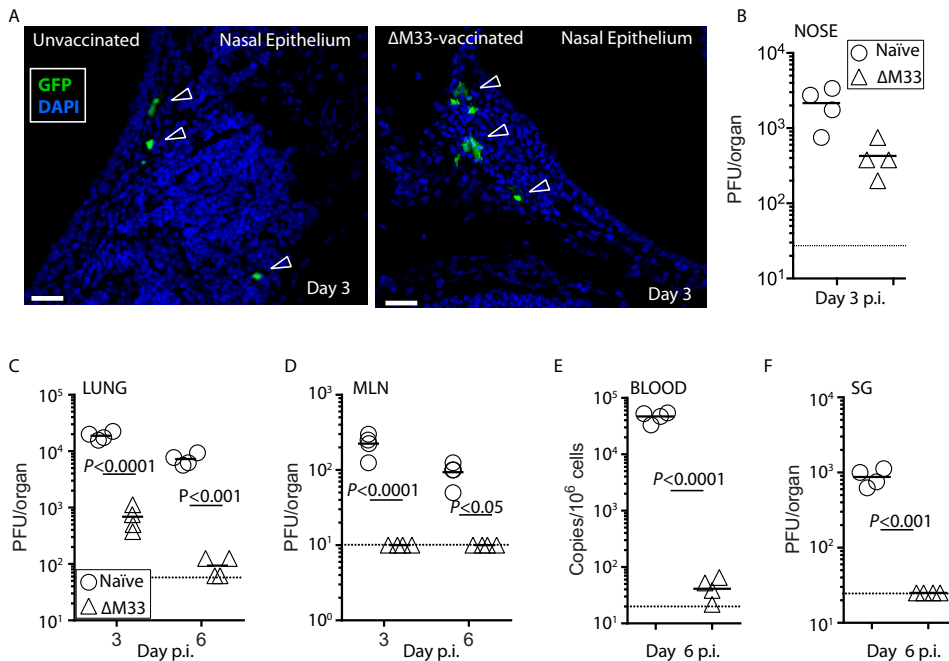 A
Unvaccinated
Nasal Epithelium
GFP
DAPI
Day 3
ΔM33-vaccinated
Nasal Epithelium
Day 3
B
NOSE
Naïve
ΔM33
PFU/organ
10⁴
10³
10²
10¹
Day 3 p.i.
C
LUNG
PFU/organ
10⁵
10⁴
10³
10²
10¹
P<0.0001
P<0.001
Naïve
ΔM33
3
6
Day p.i.
D
MLN
PFU/organ
10³
10²
10¹
10⁰
P<0.0001
P<0.05
3
6
Day p.i.
E
BLOOD
Copies/10⁶ cells
10⁵
10⁴
10³
10²
10¹
P<0.0001
Day 6 p.i.
F
SG
PFU/organ
10⁴
10³
10²
10¹
P<0.001
Day 6 p.i.